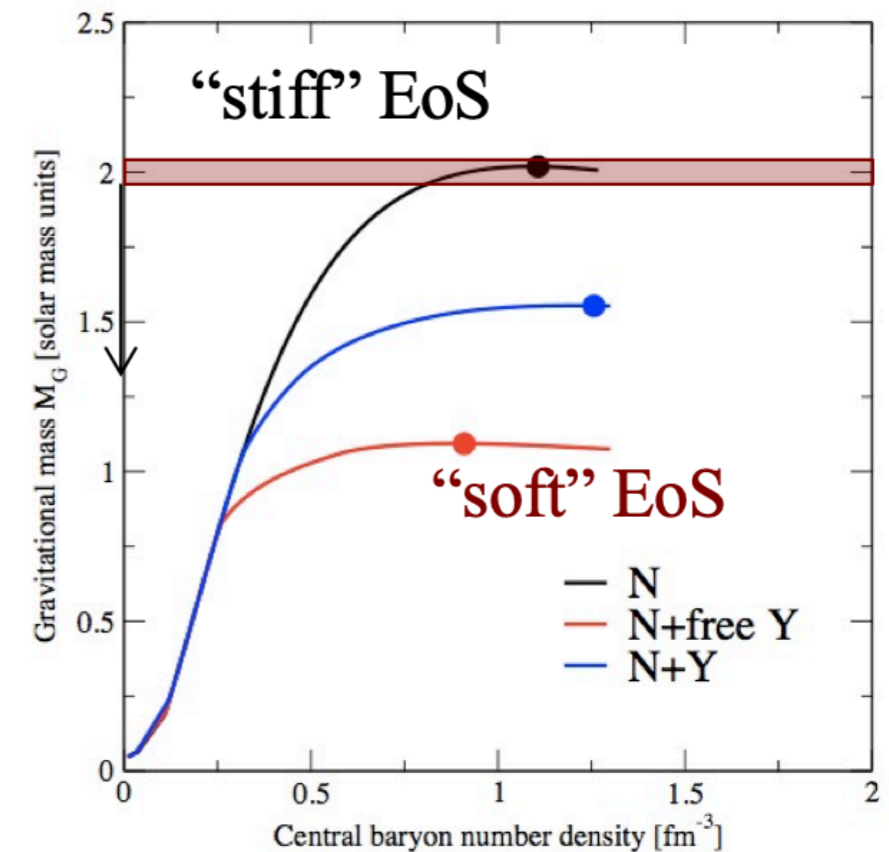 2.5
“stiff” EoS
2
1.5
1
“soft” EoS
N
N+free Y
N+Y
0.5
0
0 0.5 1 1.5 2
Central baryon number density [fm⁻³]
Gravitational mass M_G [solar mass units]